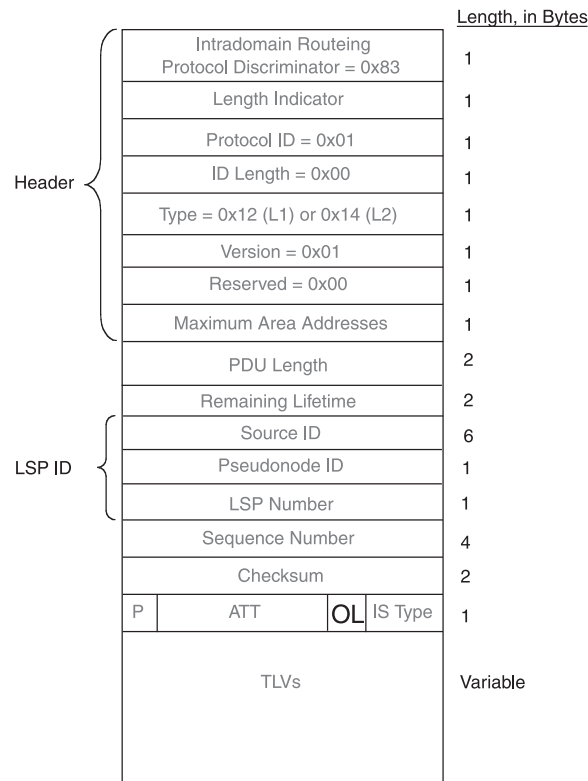 Length, in Bytes
Intradomain Routeing
Protocol Discriminator = 0x83
1
Length Indicator
1
Protocol ID = 0x01
1
Header
ID Length = 0x00
1
Type = 0x12 (L1) or 0x14 (L2)
1
Version = 0x01
1
Reserved = 0x00
1
Maximum Area Addresses
1
PDU Length
2
Remaining Lifetime
2
Source ID
6
LSP ID
Pseudonode ID
1
LSP Number
1
Sequence Number
4
Checksum
2
P ATT OL IS Type
1
TLVs
Variable